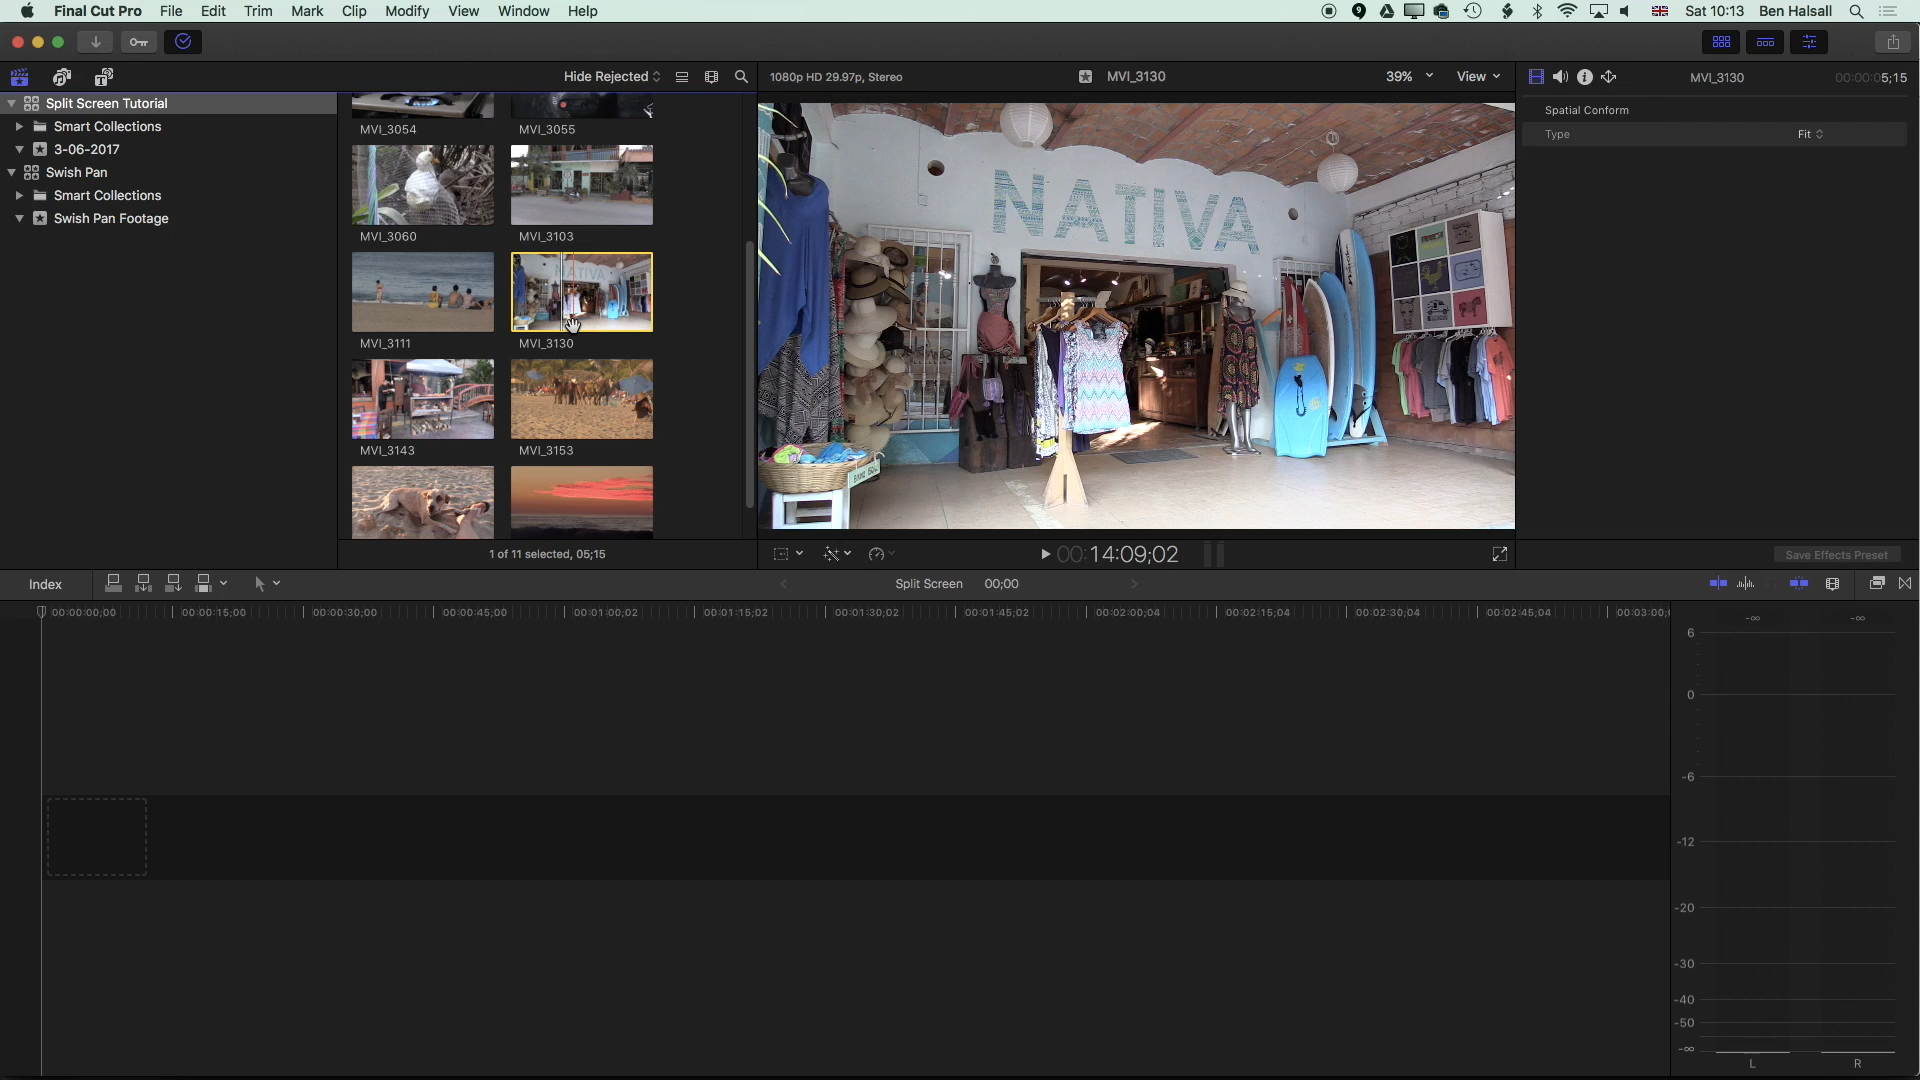 Final Cut Pro File Edit Trim Mark Clip Modify View Window Help
9 Sat 10:13 Ben Halsall
Hide Rejected
1080p HD 29.97p, Stereo
MVI_3130
39% View
MVI_3130
00:00:05;15
Split Screen Tutorial
Smart Collections
3-06-2017
Swish Pan
Smart Collections
Swish Pan Footage
MVI_3054 MVI_3055
MVI_3060 MVI_3103
MVI_3111 MVI_3130
MVI_3143 MVI_3153
1 of 11 selected, 05;15
NATIVA
00:14:09;02
Spatial Conform
Type Fit
Save Effects Preset
Index
Split Screen 00;00
00:00:00;00 00:00:15;00 00:00:30;00 00:00:45;00 00:01:00;02 00:01:15;02 00:01:30;02 00:01:45;02 00:02:00;04 00:02:15;04 00:02:30;04 00:02:45;04 00:03:00;
-∞ -∞
6
0
-6
-12
-20
-30
-40
-50
-∞
L R